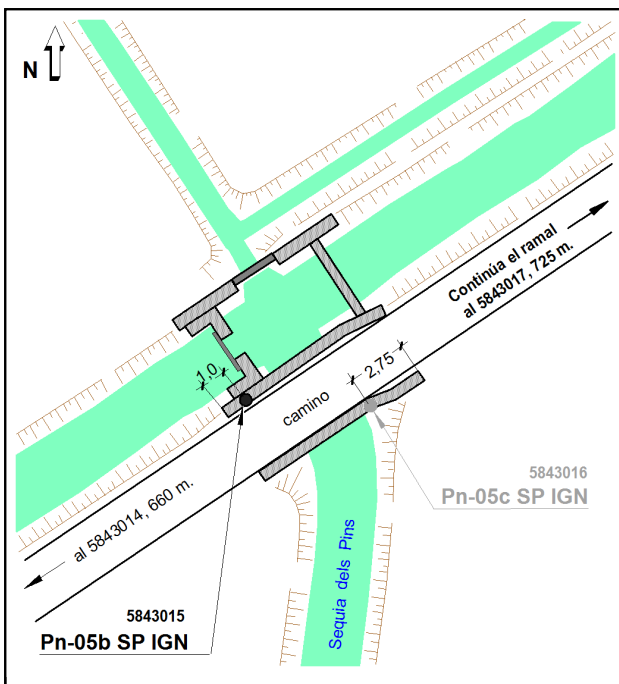 N
Continúa el ramal
al 5843017, 725 m.
1,0
2,75
camino
5843016
Pn-05c SP IGN
al 5843014, 660 m.
Sequia dels Pins
5843015
Pn-05b SP IGN